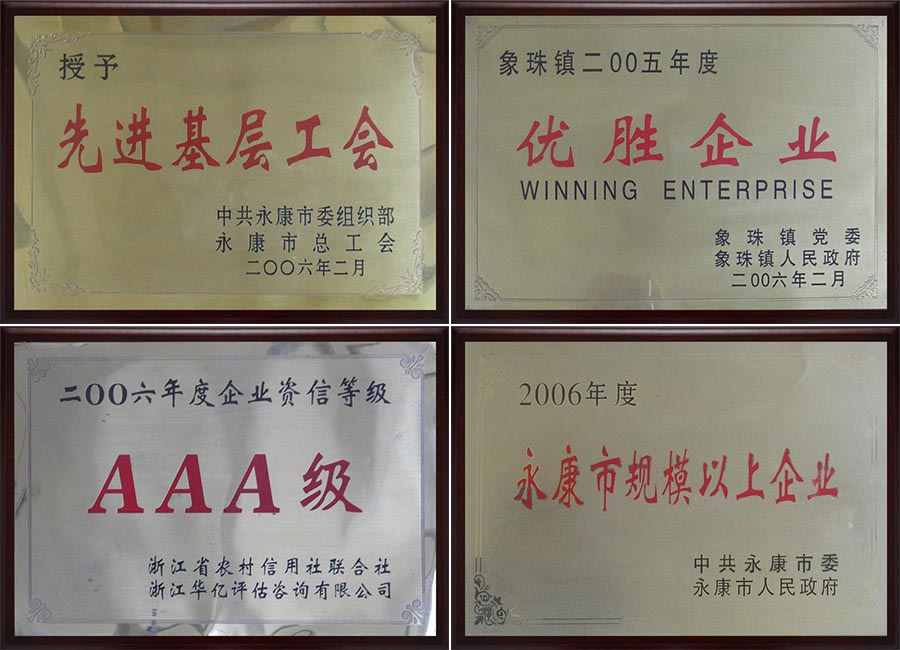 授予
先进基层工会
中共永康市委组织部
永康市总工会
二〇〇六年二月
象珠镇二00五年度
优胜企业
WINNING ENTERPRISE
象珠镇党委
象珠镇人民政府
二00六年二月
二00六年度企业资信等级
AAA级
浙江省农村信用社联合社
浙江华亿评估咨询有限公司
2006年度
永康市规模以上企业
中共永康市委
永康市人民政府